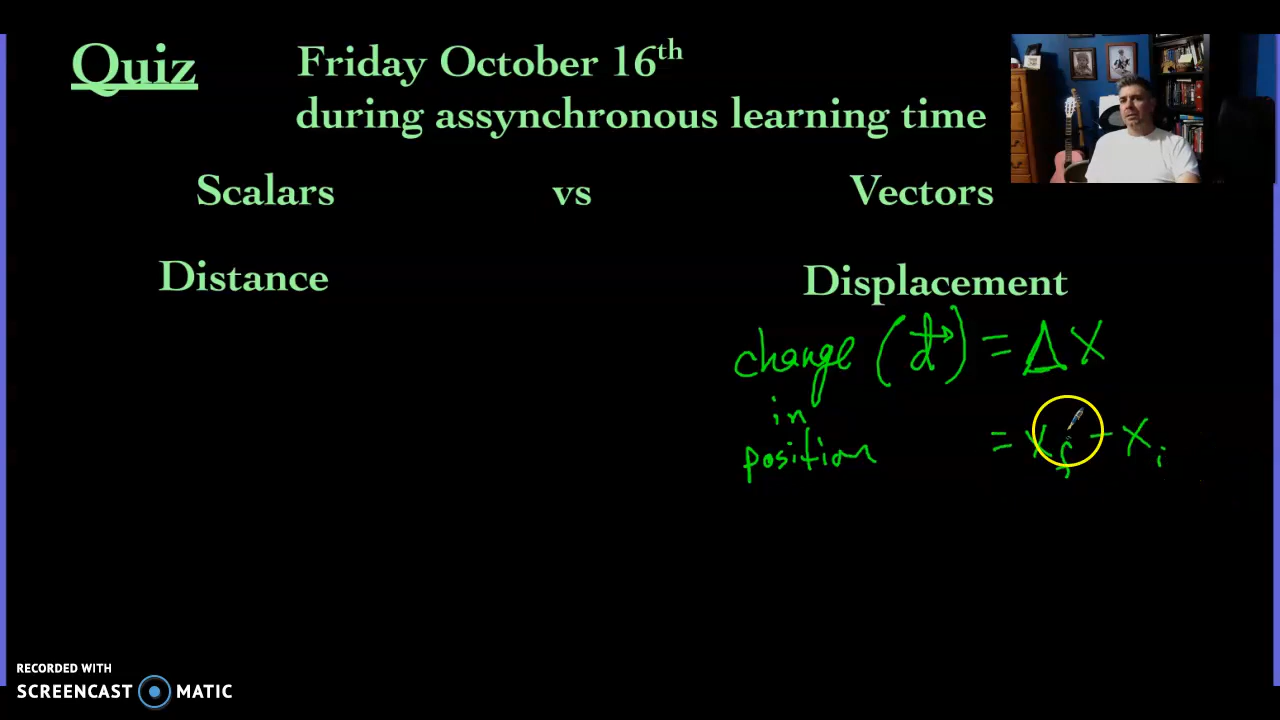 Quiz Friday October 16th
during assynchronous learning time
Scalars vs Vectors
Distance Displacement
change (d⃗) = ΔX
in
position = Xf - Xi
RECORDED WITH
SCREENCAST MATIC